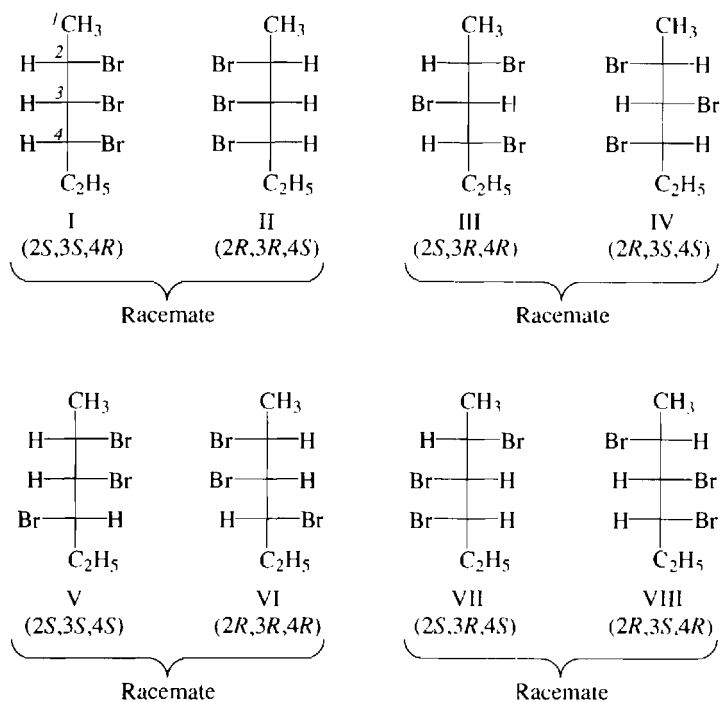 1CH₃ CH₃ CH₃ CH₃
H 2 Br Br H H Br Br H
H 3 Br Br H Br H H Br
H 4 Br Br H H Br Br H
C₂H₅ C₂H₅ C₂H₅ C₂H₅
I II III IV
(2S,3S,4R) (2R,3R,4S) (2S,3R,4R) (2R,3S,4S)
Racemate Racemate
CH₃ CH₃ CH₃ CH₃
H Br Br H H Br Br H
H Br Br H Br H H Br
Br H H Br Br H H Br
C₂H₅ C₂H₅ C₂H₅ C₂H₅
V VI VII VIII
(2S,3S,4S) (2R,3R,4R) (2S,3R,4S) (2R,3S,4R)
Racemate Racemate